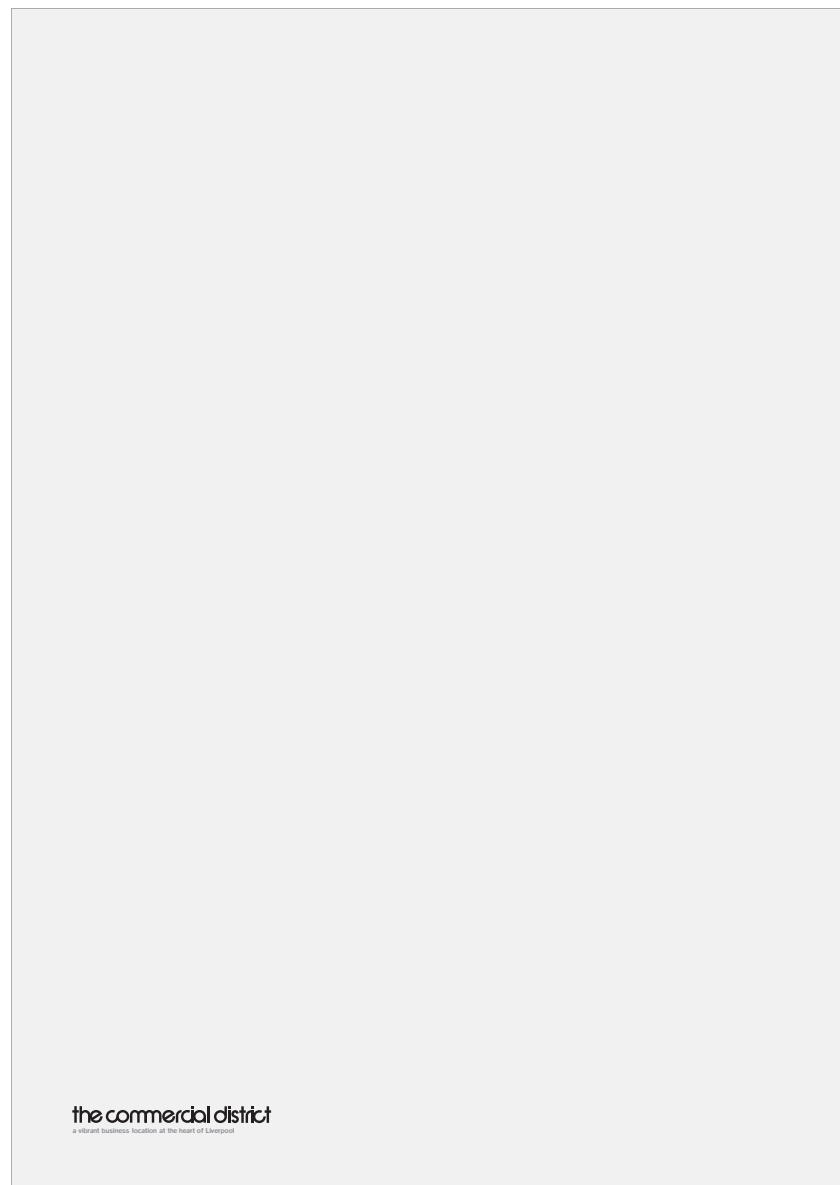 the commercial district
a vibrant business location at the heart of Liverpool